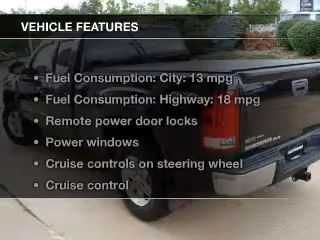 VEHICLE FEATURES
• Fuel Consumption: City: 13 mpg
• Fuel Consumption: Highway: 18 mpg
• Remote power door locks
• Power windows
• Cruise controls on steering wheel
• Cruise control